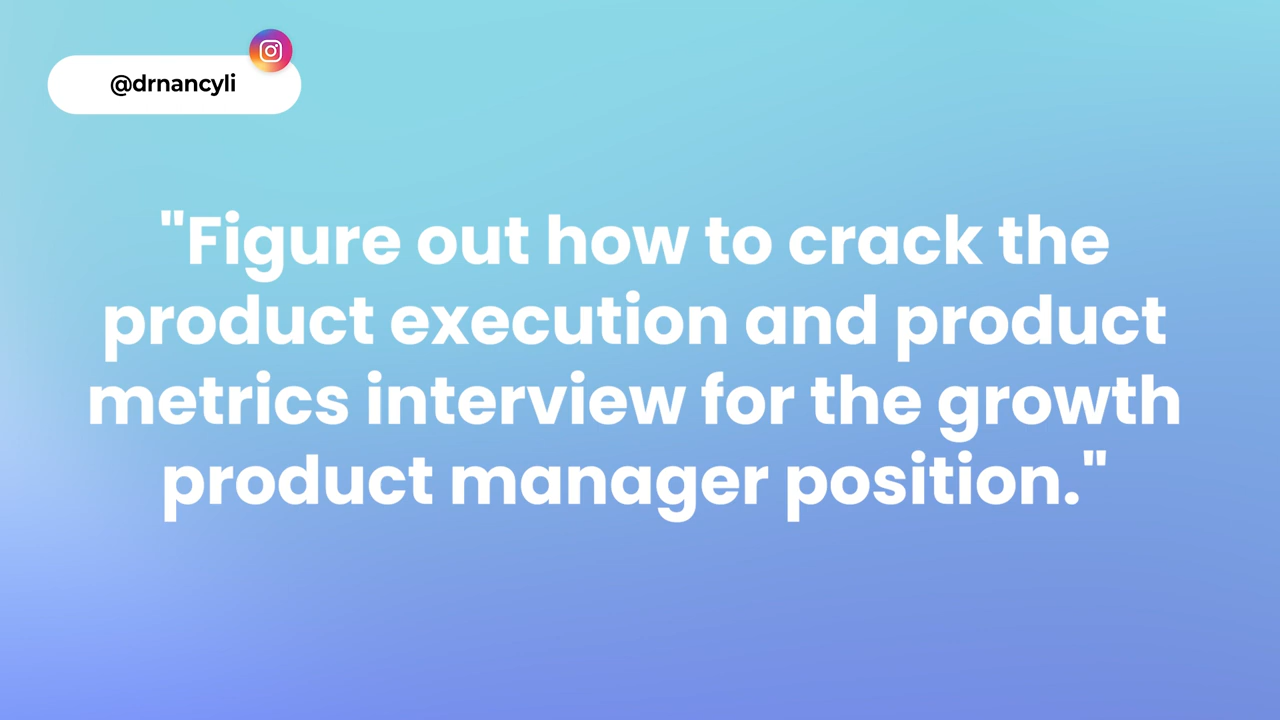 @drnancyli
"Figure out how to crack the
product execution and product
metrics interview for the growth
product manager position."